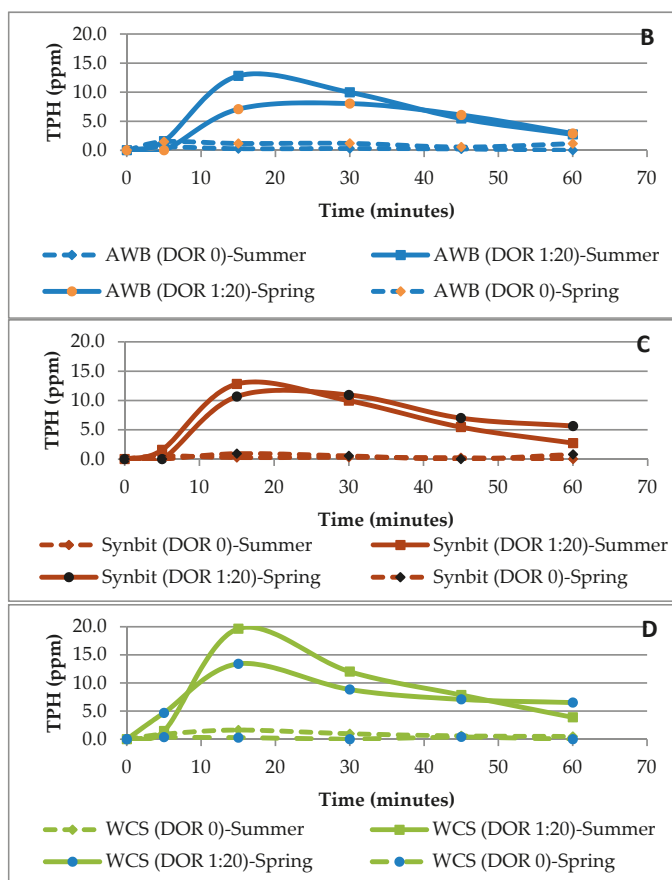 B
TPH (ppm)
20.0
15.0
10.0
5.0
0.0
0 10 20 30 40 50 60 70
Time (minutes)
AWB (DOR 0)-Summer AWB (DOR 1:20)-Summer
AWB (DOR 1:20)-Spring AWB (DOR 0)-Spring
C
TPH (ppm)
20.0
15.0
10.0
5.0
0.0
0 10 20 30 40 50 60 70
Time (minutes)
Synbit (DOR 0)-Summer Synbit (DOR 1:20)-Summer
Synbit (DOR 1:20)-Spring Synbit (DOR 0)-Spring
D
TPH (ppm)
20.0
15.0
10.0
5.0
0.0
0 10 20 30 40 50 60 70
Time (minutes)
WCS (DOR 0)-Summer WCS (DOR 1:20)-Summer
WCS (DOR 1:20)-Spring WCS (DOR 0)-Spring